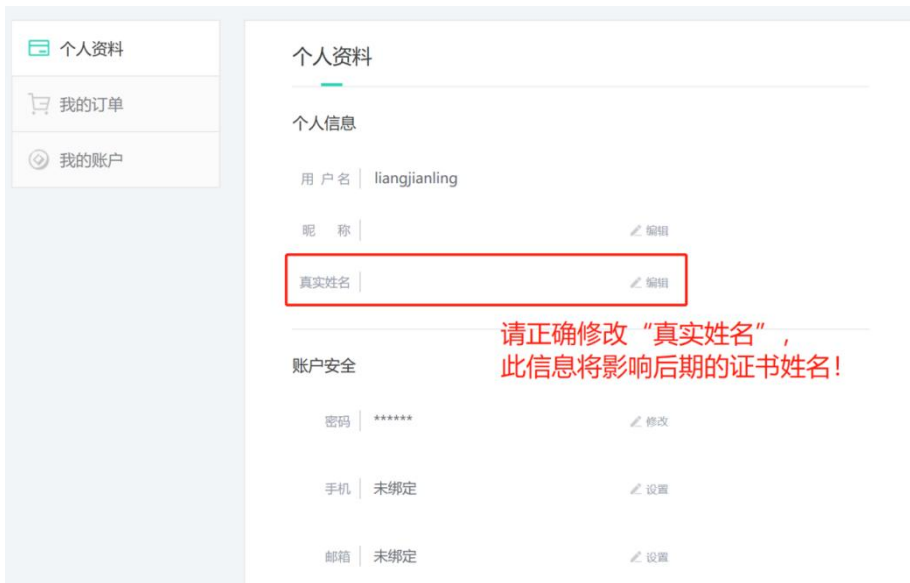 个人资料
我的订单
我的账户
个人资料
个人信息
用户名 liangjianling
昵 称 编辑
真实姓名 编辑
请正确修改“真实姓名”,
此信息将影响后期的证书姓名!
账户安全
密码 ****** 修改
手机 未绑定 设置
邮箱 未绑定 设置